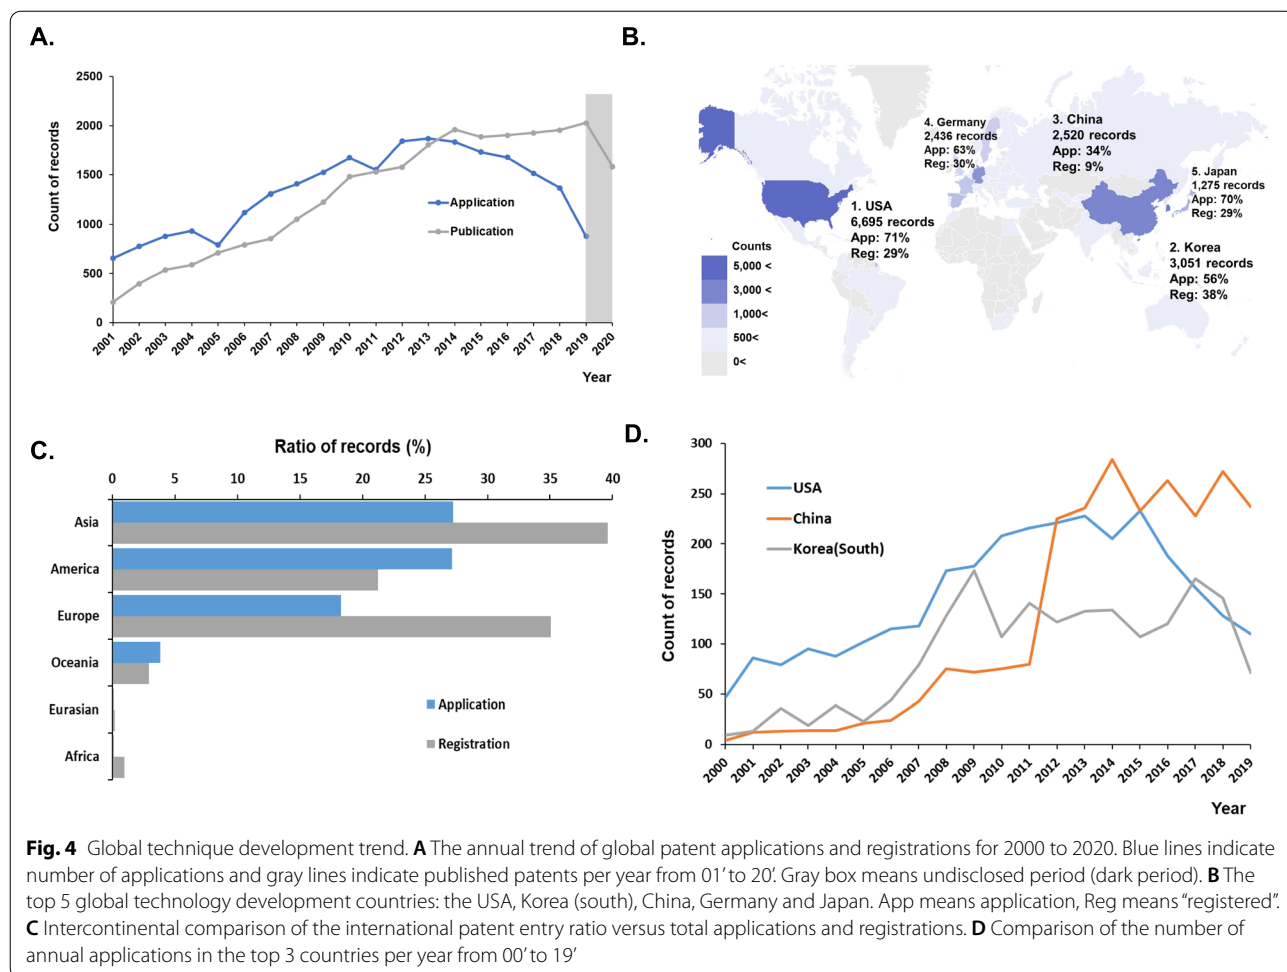 A.
2500
2000
1500
1000
500
0
Count of records
Application
Publication
2001
2002
2003
2004
2005
2006
2007
2008
2009
2010
2011
2012
2013
2014
2015
2016
2017
2018
2019
2020
Year
B.
4. Germany
2,436 records
App: 63%
Reg: 30%
3. China
2,520 records
App: 34%
Reg: 9%
5. Japan
1,275 records
App: 70%
Reg: 29%
1. USA
6,695 records
App: 71%
Reg: 29%
2. Korea
3,051 records
App: 56%
Reg: 38%
Counts
5,000 <
3,000 <
1,000<
500<
0<
C.
Ratio of records (%)
0 5 10 15 20 25 30 35 40
Asia
America
Europe
Oceania
Eurasian
Africa
Application
Registration
D.
300
250
200
150
100
50
0
Count of records
USA
China
Korea(South)
2000
2001
2002
2003
2004
2005
2006
2007
2008
2009
2010
2011
2012
2013
2014
2015
2016
2017
2018
2019
Year
Fig. 4 Global technique development trend. A The annual trend of global patent applications and registrations for 2000 to 2020. Blue lines indicate
number of applications and gray lines indicate published patents per year from 01’ to 20’. Gray box means undisclosed period (dark period). B The
top 5 global technology development countries: the USA, Korea (south), China, Germany and Japan. App means application, Reg means “registered”.
C Intercontinental comparison of the international patent entry ratio versus total applications and registrations. D Comparison of the number of
annual applications in the top 3 countries per year from 00’ to 19’